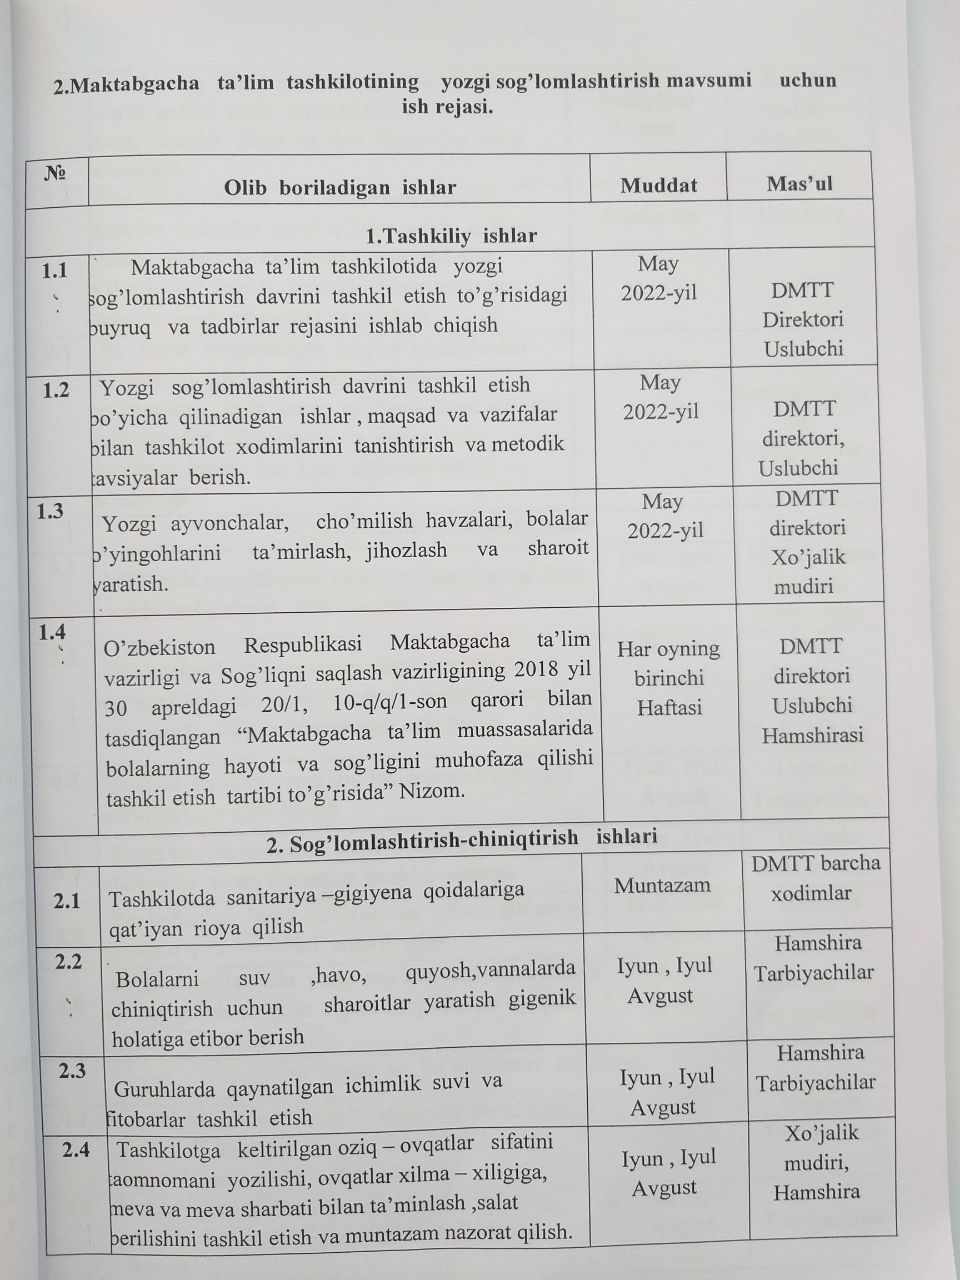 2.Maktabgacha ta’lim tashkilotining yozgi sog’lomlashtirish mavsumi uchun
ish rejasi.
№
Olib boriladigan ishlar
Muddat
Mas’ul
1.Tashkiliy ishlar
1.1
Maktabgacha ta’lim tashkilotida yozgi
sog’lomlashtirish davrini tashkil etish to’g’risidagi
buyruq va tadbirlar rejasini ishlab chiqish
May
2022-yil
DMTT
Direktori
Uslubchi
1.2
Yozgi sog’lomlashtirish davrini tashkil etish
bo’yicha qilinadigan ishlar , maqsad va vazifalar
bilan tashkilot xodimlarini tanishtirish va metodik
tavsiyalar berish.
May
2022-yil
DMTT
direktori,
Uslubchi
1.3
Yozgi ayvonchalar, cho’milish havzalari, bolalar
o’yingohlarini ta’mirlash, jihozlash va sharoit
yaratish.
May
2022-yil
DMTT
direktori
Xo’jalik
mudiri
1.4
O’zbekiston Respublikasi Maktabgacha ta’lim
vazirligi va Sog’liqni saqlash vazirligining 2018 yil
30 apreldagi 20/1, 10-q/q/1-son qarori bilan
tasdiqlangan “Maktabgacha ta’lim muassasalarida
bolalarning hayoti va sog’ligini muhofaza qilishi
tashkil etish tartibi to’g’risida” Nizom.
Har oyning
birinchi
Haftasi
DMTT
direktori
Uslubchi
Hamshirasi
2. Sog’lomlashtirish-chiniqtirish ishlari
2.1
Tashkilotda sanitariya –gigiyena qoidalariga
qat’iyan rioya qilish
Muntazam
DMTT barcha
xodimlar
2.2
Bolalarni suv ,havo, quyosh,vannalarda
chiniqtirish uchun sharoitlar yaratish gigenik
holatiga etibor berish
Iyun , Iyul
Avgust
Hamshira
Tarbiyachilar
2.3
Guruhlarda qaynatilgan ichimlik suvi va
fitobarlar tashkil etish
Iyun , Iyul
Avgust
Hamshira
Tarbiyachilar
2.4
Tashkilotga keltirilgan oziq – ovqatlar sifatini
taomnomani yozilishi, ovqatlar xilma – xiligiga,
meva va meva sharbati bilan ta’minlash ,salat
berilishini tashkil etish va muntazam nazorat qilish.
Iyun , Iyul
Avgust
Xo’jalik
mudiri,
Hamshira